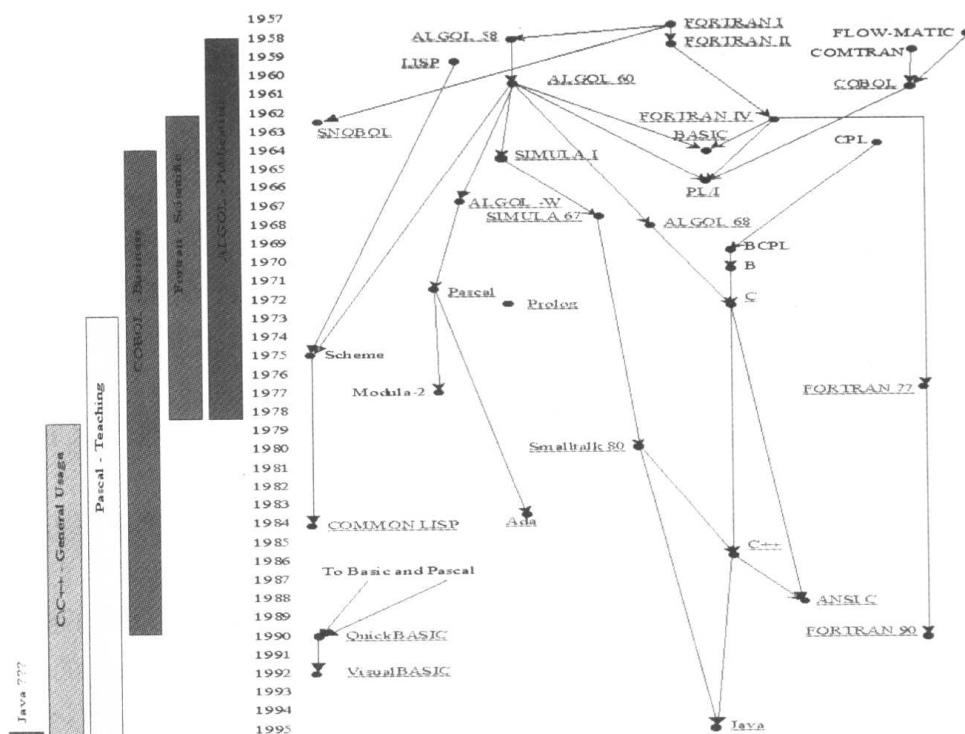 1957
FORTRAN I
1958
ALGOL 58
FORTRAN II
FLOW-MATIC
1959
LISP
COMTRAN
1960
ALGOL 60
COBOL
1961
1962
FORTRAN IV
1963
SNOBOL
BASIC
1964
SIMULA I
CPL
1965
1966
PL/I
1967
ALGOL -W
SIMULA 67
1968
ALGOL 68
1969
BCPL
1970
B
1971
Pascal
1972
Prolog
C
1973
1974
1975
Scheme
1976
1977
Modula-2
FORTRAN 77
1978
1979
1980
Smalltalk 80
1981
1982
1983
1984
COMMON LISP
Ada
1985
C++
1986
1987
To Basic and Pascal
1988
ANSI C
1989
1990
QuickBASIC
FORTRAN 90
1991
1992
VisualBASIC
1993
1994
1995
Java
Java ???
C\C++ - General Usage
Pascal - Teaching
COBOL - Business
Fortran - Scientific
ALGOL - Publication